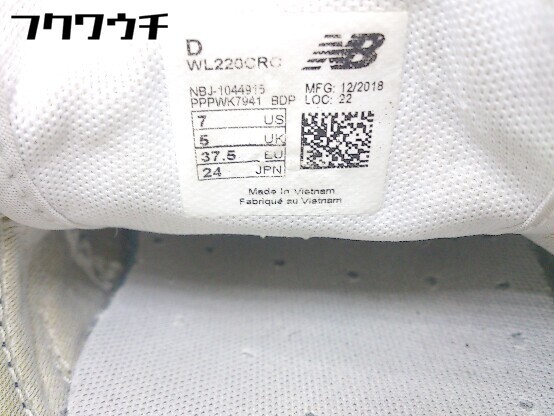 フクワウチ
D
WL220CRC
NB
NBJ-1044915
PPPWK7941 BDP
MFG: 12/2018
LOC: 22
7 US
5 UK
37.5 EU
24 JPN
Made in Vietnam
Fabriqué au Vietnam